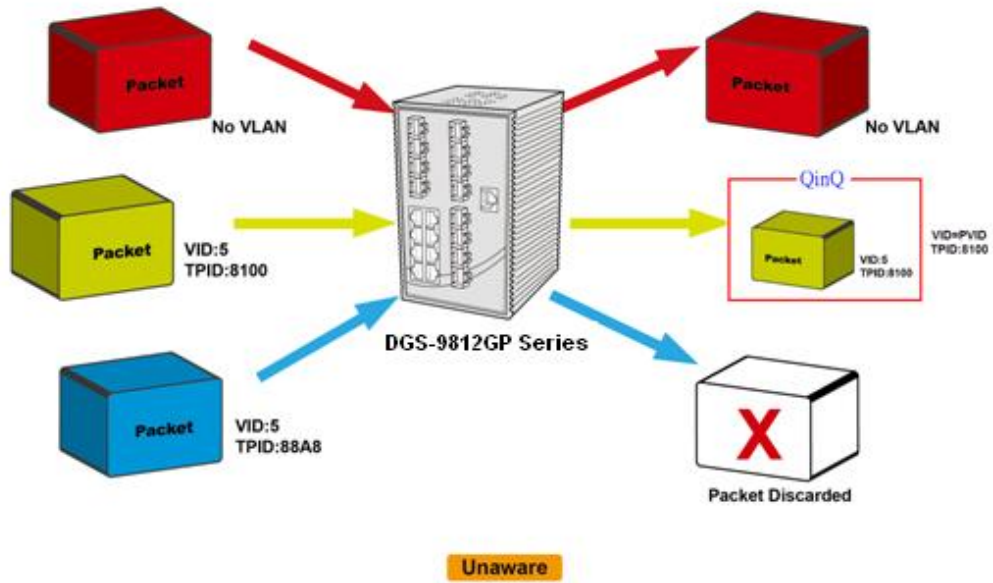 Packet
No VLAN
Packet
No VLAN
Packet
VID:5
TPID:8100
QinQ
Packet
VID:5
TPID:8100
VID=PVID
TPID:8100
DGS-9812GP Series
Packet
VID:5
TPID:88A8
X
Packet Discarded
Unaware